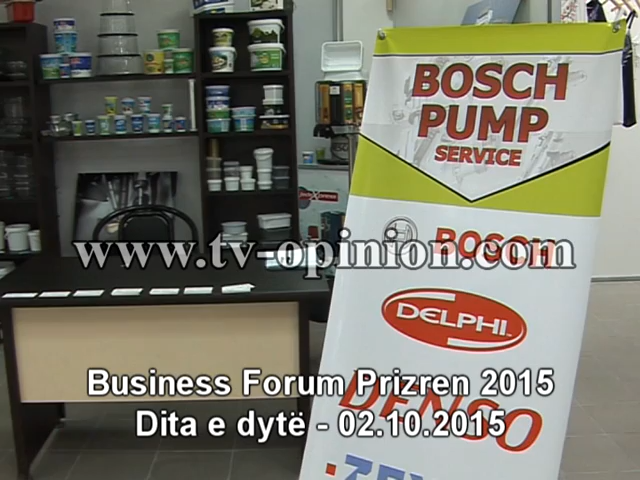 BOSCH
PUMP
SERVICE
www.tv-opinion.com
BOSCH
DELPHI
Business Forum Prizren 2015
DENSO
Dita e dytë - 02.10.2015